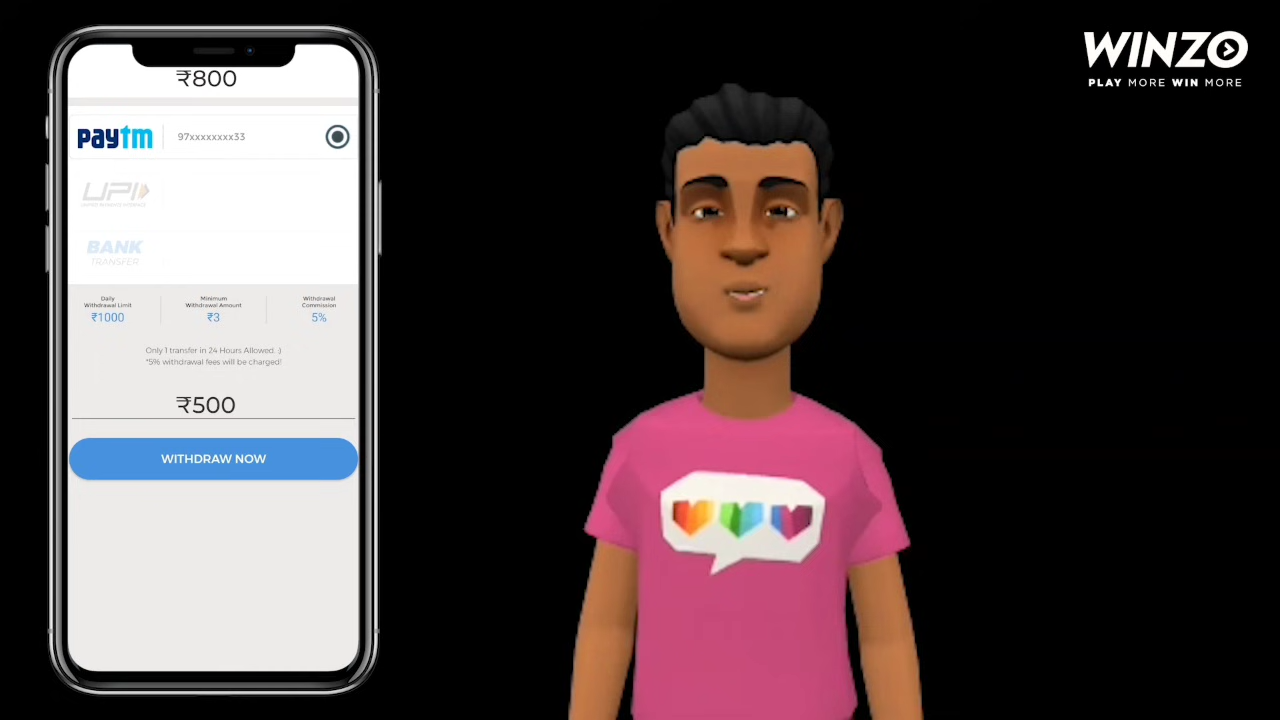 ₹800
paytm
97xxxxxxxx33
UPI
BANK
TRANSFER
Daily
Withdrawal Limit
₹1000
Minimum
Withdrawal Amount
₹3
Withdrawal
Commission
5%
Only 1 transfer in 24 Hours Allowed :)
*5% withdrawal fees will be charged!
₹500
WITHDRAW NOW
WINZO
PLAY MORE WIN MORE